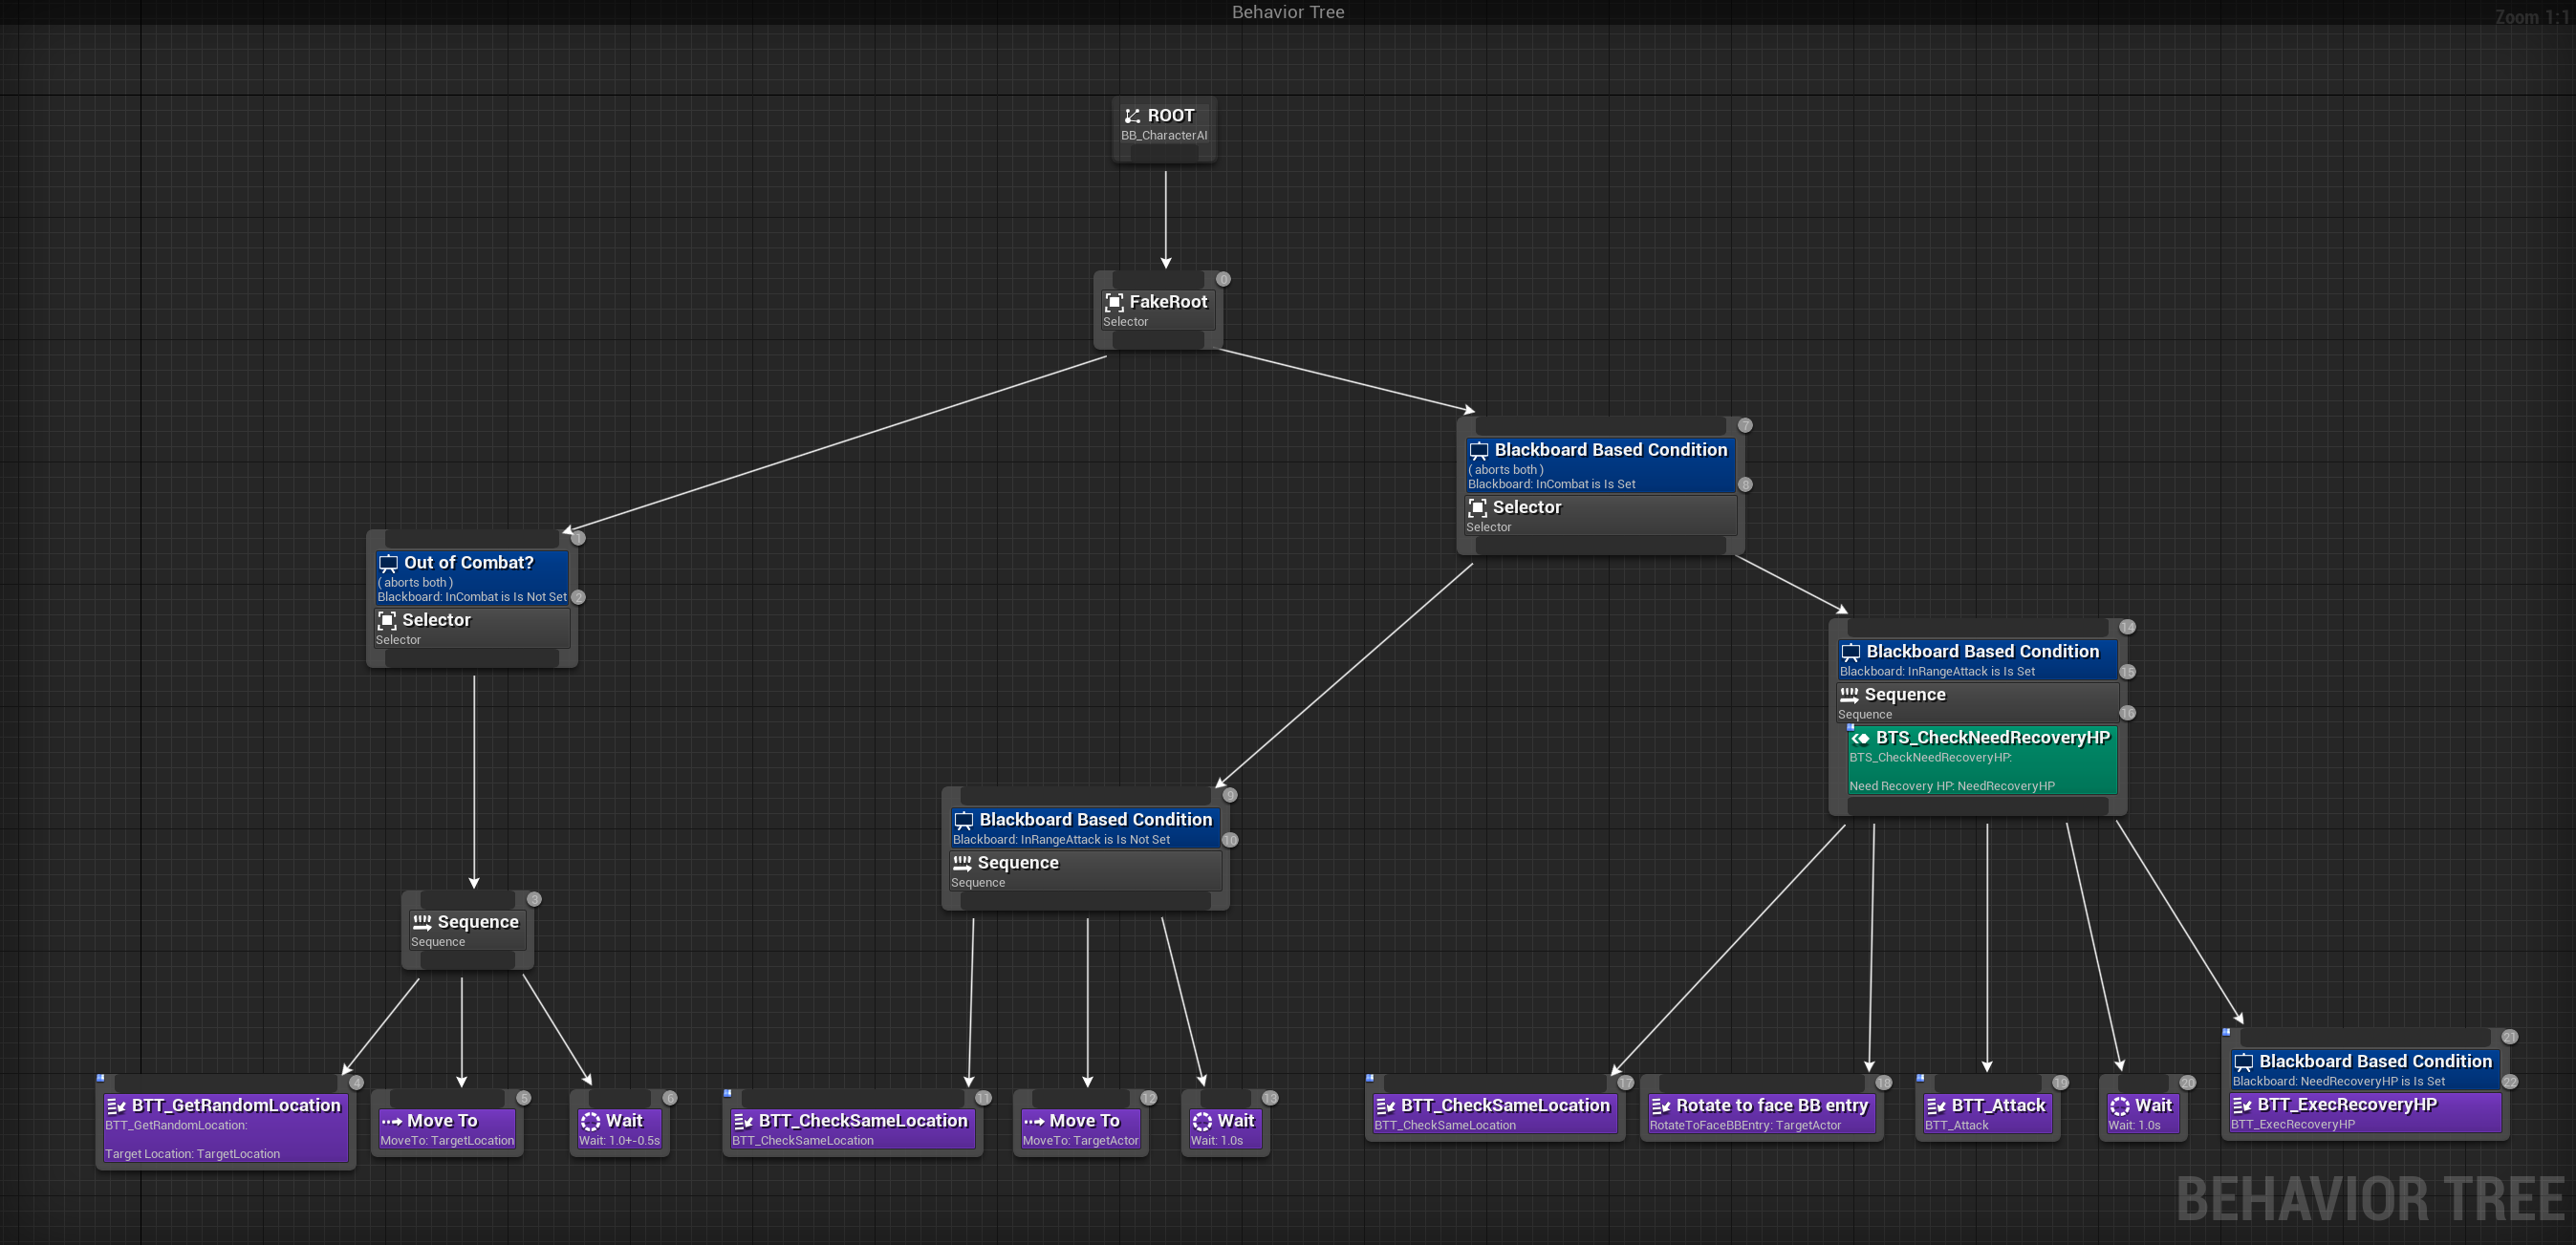 Behavior Tree
Zoom 1:1
ROOT
BB_CharacterAI
0
FakeRoot
Selector
7
Blackboard Based Condition
( aborts both )
Blackboard: InCombat is Is Set
8
Selector
Selector
1
Out of Combat?
( aborts both )
Blackboard: InCombat is Is Not Set
2
Selector
Selector
14
Blackboard Based Condition
Blackboard: InRangeAttack is Is Set
15
Sequence
Sequence
16
BTS_CheckNeedRecoveryHP
BTS_CheckNeedRecoveryHP:
Need Recovery HP: NeedRecoveryHP
9
Blackboard Based Condition
Blackboard: InRangeAttack is Is Not Set
10
Sequence
Sequence
3
Sequence
Sequence
4
BTT_GetRandomLocation
BTT_GetRandomLocation:
Target Location: TargetLocation
5
Move To
MoveTo: TargetLocation
6
Wait
Wait: 1.0+-0.5s
11
BTT_CheckSameLocation
BTT_CheckSameLocation
12
Move To
MoveTo: TargetActor
13
Wait
Wait: 1.0s
17
BTT_CheckSameLocation
BTT_CheckSameLocation
18
Rotate to face BB entry
RotateToFaceBBEntry: TargetActor
19
BTT_Attack
BTT_Attack
20
Wait
Wait: 1.0s
21
Blackboard Based Condition
Blackboard: NeedRecoveryHP is Is Set
22
BTT_ExecRecoveryHP
BTT_ExecRecoveryHP
BEHAVIOR TREE